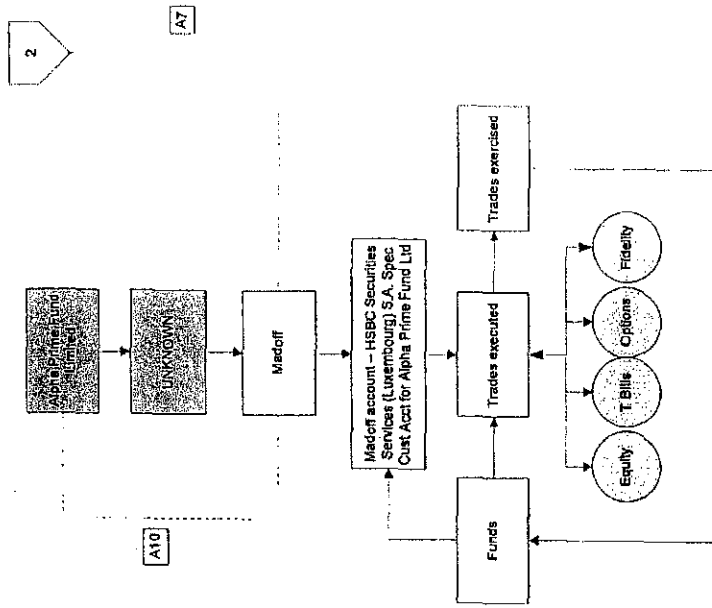 2
A7
Alpha Prime Fund
Limited
UNKNOWN
A10
Madoff
Madoff account – HSBC Securities
Services (Luxembourg) S.A. Spec
Cust Acct for Alpha Prime Fund Ltd
Funds
Trades executed
Trades exercised
Equity
T. Bills
Options
Fidelity